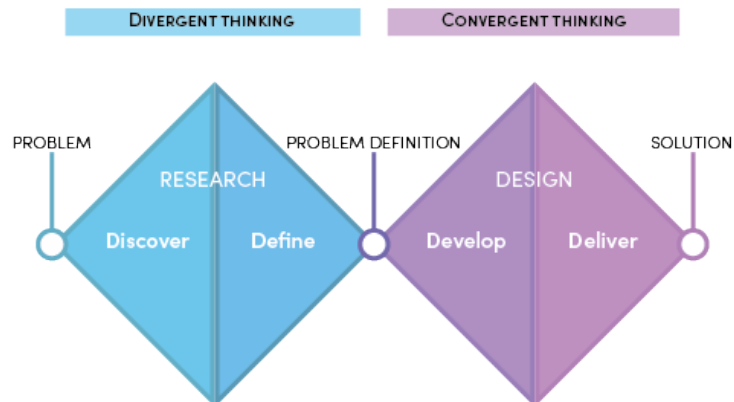 DIVERGENT THINKING
CONVERGENT THINKING
PROBLEM
PROBLEM DEFINITION
SOLUTION
RESEARCH
DESIGN
Discover
Define
Develop
Deliver